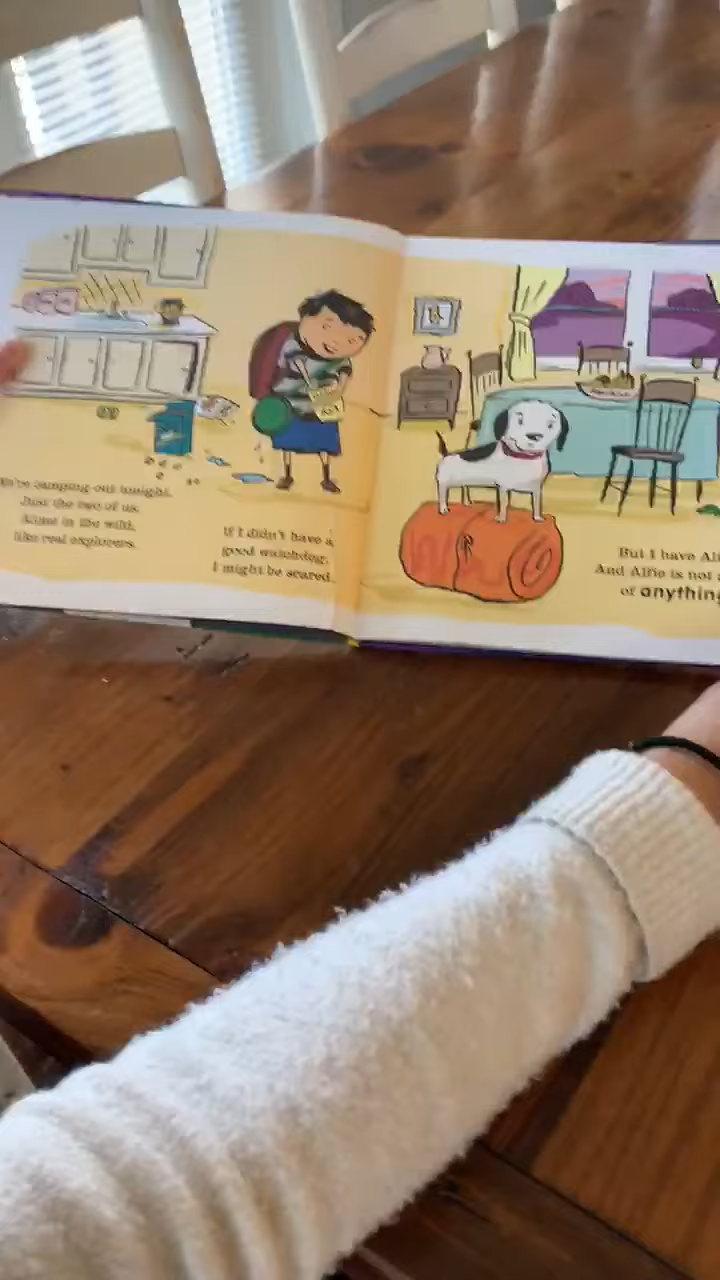 We're camping out tonight.
Just the two of us.
Alone in the wild,
like real explorers.
If I didn't have a
good watchdog,
I might be scared.
But I have
And Alfie is not
of anything